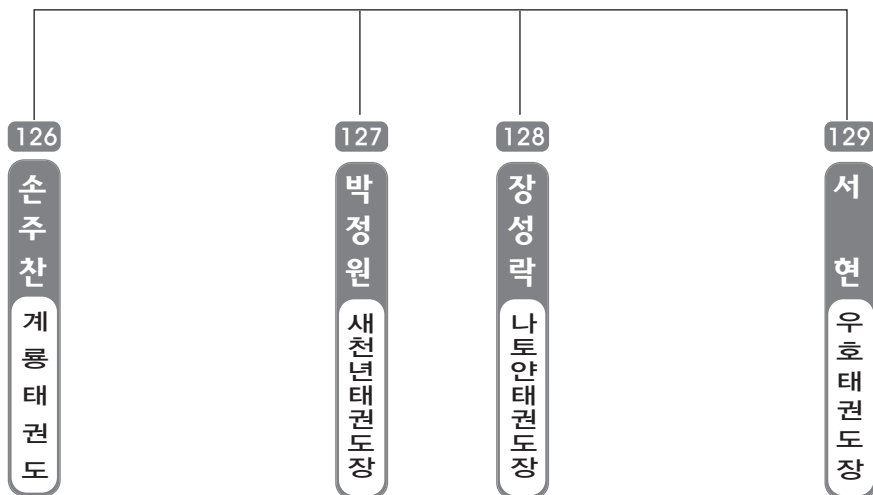 126
손주찬
계룡태권도
127
박정원
새천년태권도장
128
장성락
나토얀태권도장
129
서 현
우호태권도장